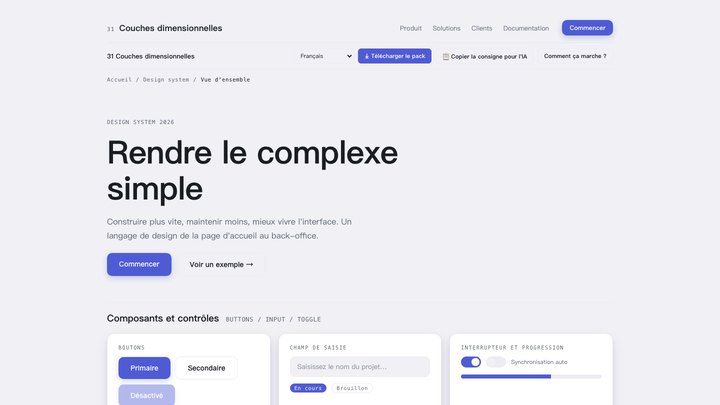 31 Couches dimensionnelles
Produit Solutions Clients Documentation Commencer
31 Couches dimensionnelles Français ⤓ Télécharger le pack 📋 Copier la consigne pour l'IA Comment ça marche ?
Accueil / Design system / Vue d'ensemble
DESIGN SYSTEM 2026
Rendre le complexe
simple
Construire plus vite, maintenir moins, mieux vivre l'interface. Un
langage de design de la page d'accueil au back-office.
Commencer Voir un exemple →
Composants et contrôles BUTTONS / INPUT / TOGGLE
BOUTONS
Primaire Secondaire
Désactivé
CHAMP DE SAISIE
Saisissez le nom du projet...
En cours Brouillon
INTERRUPTEUR ET PROGRESSION
Synchronisation auto